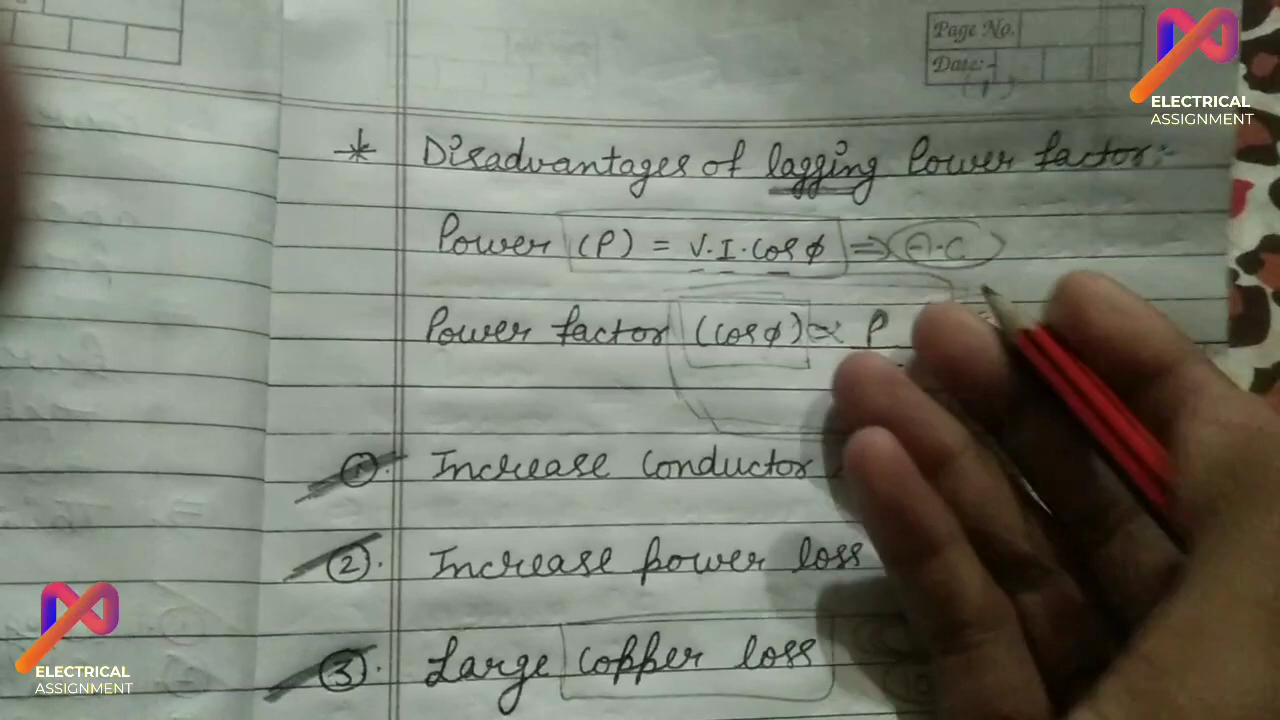 Page No.
Date:-
ELECTRICAL
ASSIGNMENT
* Disadvantages of lagging Power factor:-
Power (P) = V.I.cosϕ ⇒ A.C
Power factor (cosϕ) ∝ P
①. Increase conductor
②. Increase power loss
③. Large copper loss
ELECTRICAL
ASSIGNMENT